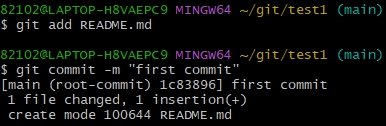 82102@LAPTOP-H8VAEPC9 MINGW64 ~/git/test1 (main)
$ git add README.md
82102@LAPTOP-H8VAEPC9 MINGW64 ~/git/test1 (main)
$ git commit -m "first commit"
[main (root-commit) 1c83896] first commit
 1 file changed, 1 insertion(+)
 create mode 100644 README.md